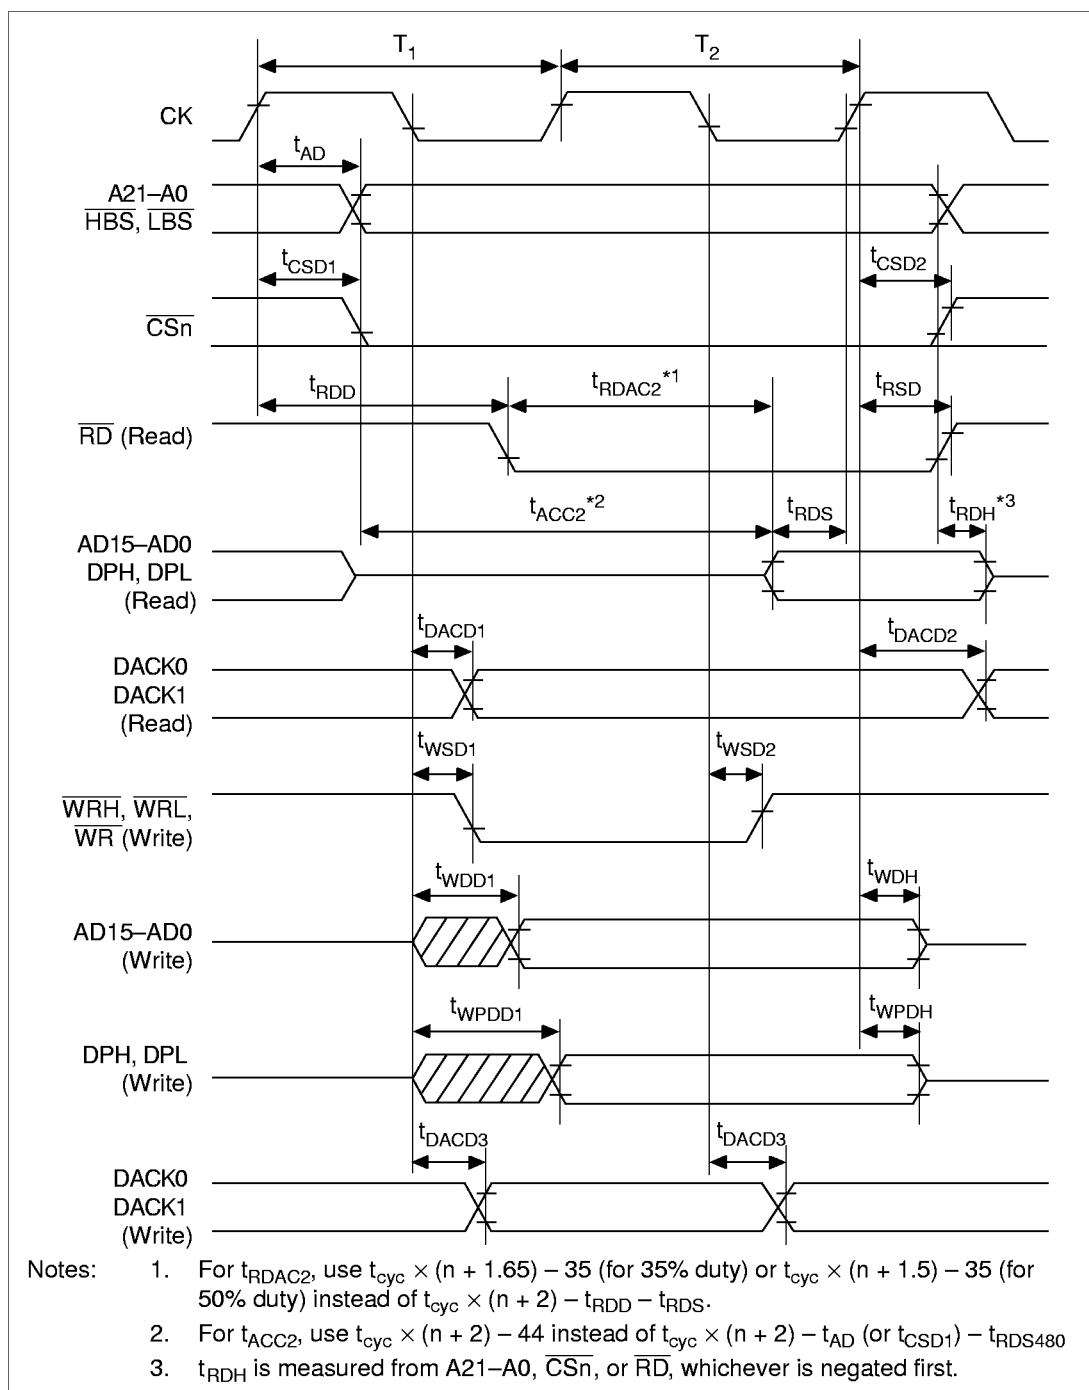 T1 T2
CK
tAD
A21–A0
HBS, LBS
tCSD1 tCSD2
CSn
tRDD tRDAC2*1 tRSD
RD (Read)
tACC2*2 tRDS tRDH*3
AD15–AD0
DPH, DPL
(Read)
tDACD1 tDACD2
DACK0
DACK1
(Read)
tWSD1 tWSD2
WRH, WRL,
WR (Write)
tWDD1 tWDH
AD15–AD0
(Write)
tWPDD1 tWPDH
DPH, DPL
(Write)
tDACD3 tDACD3
DACK0
DACK1
(Write)
Notes: 1. For tRDAC2, use tcyc × (n + 1.65) – 35 (for 35% duty) or tcyc × (n + 1.5) – 35 (for
50% duty) instead of tcyc × (n + 2) – tRDD – tRDS.
2. For tACC2, use tcyc × (n + 2) – 44 instead of tcyc × (n + 2) – tAD (or tCSD1) – tRDS480
3. tRDH is measured from A21–A0, CSn, or RD, whichever is negated first.